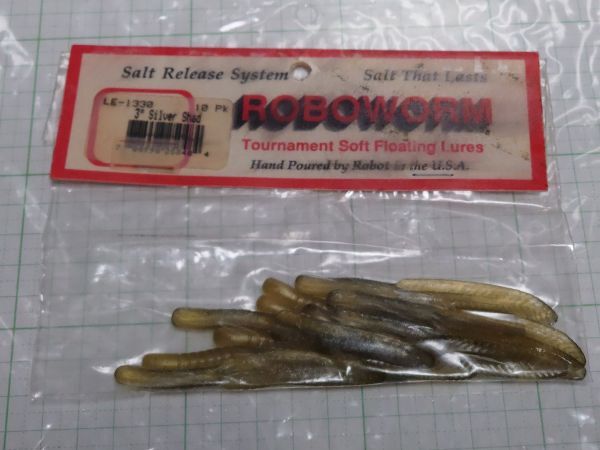 Salt Release System Salt That Lasts
LE-1330 10 Pk
3" Silver Shad
ROBOWORM
Tournament Soft Floating Lures
Hand Poured by Robot in the U.S.A.